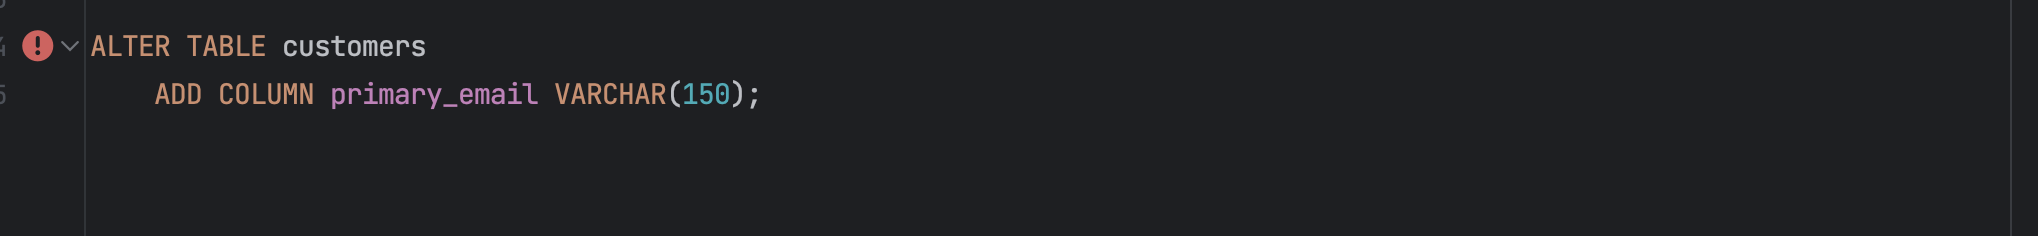 ALTER TABLE customers
ADD COLUMN primary_email VARCHAR(150);